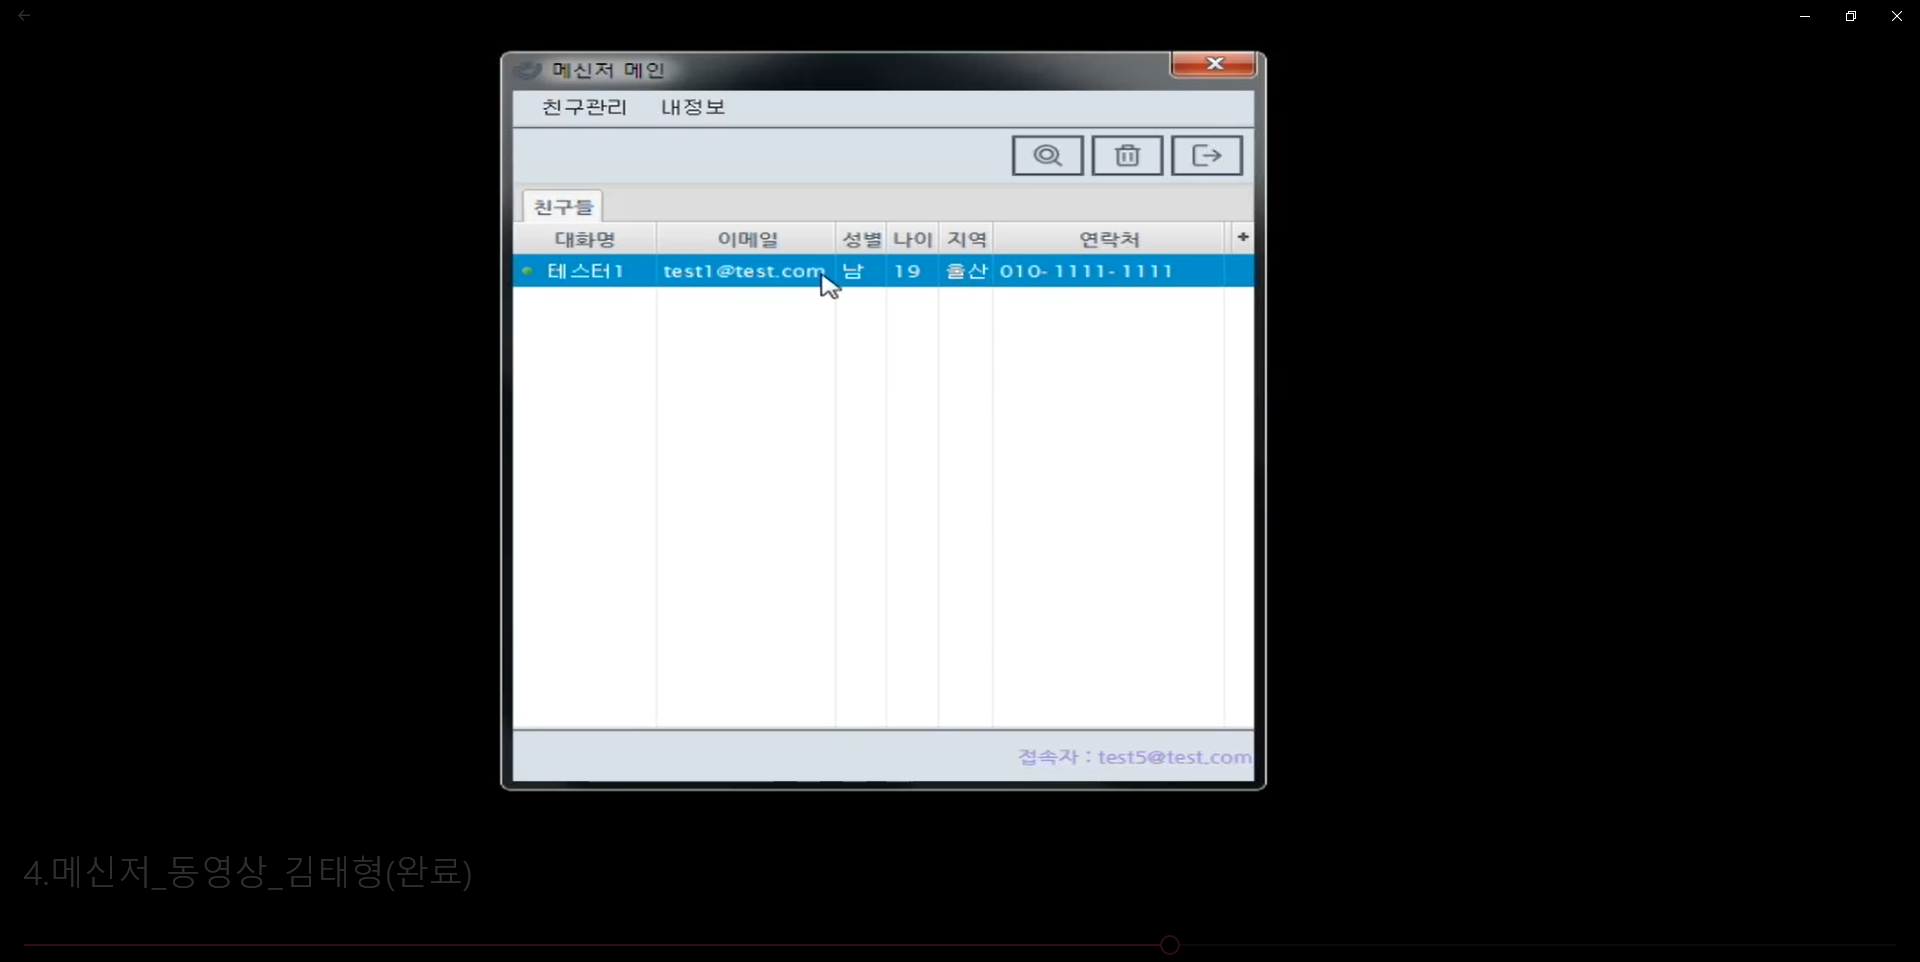 메신저 메인
친구관리 내정보
친구들
대화명 이메일 성별 나이 지역 연락처 +
테스터1 test1@test.com 남 19 울산 010-1111-1111
접속자 : test5@test.com
4.메신저_동영상_김태형(완료)